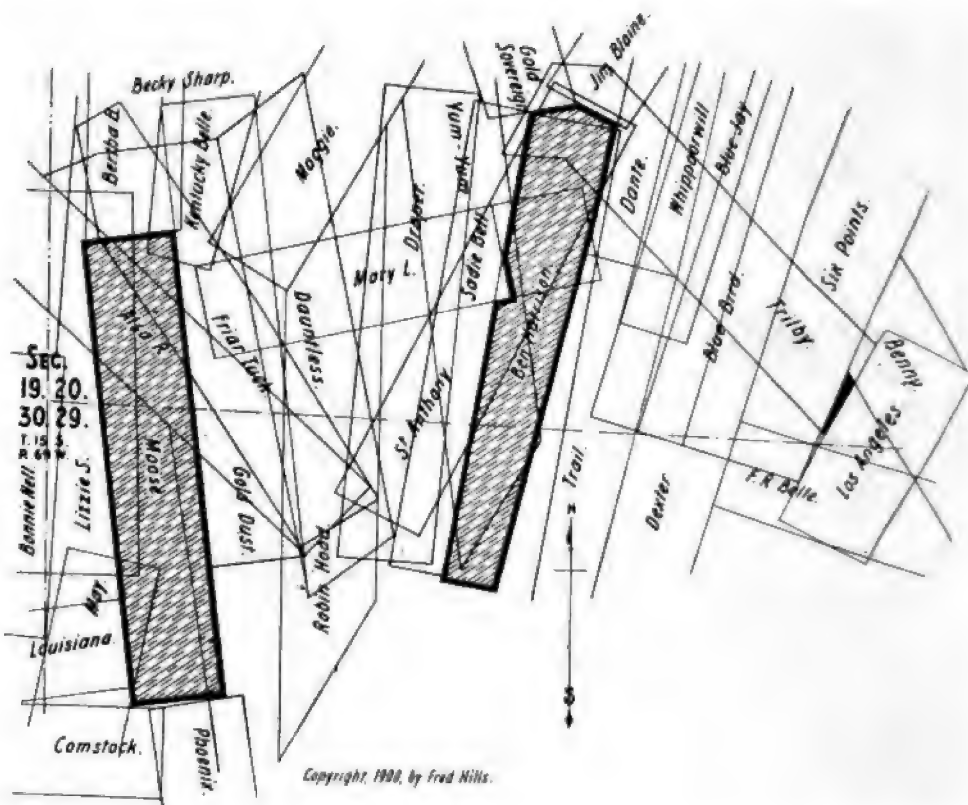 Becky Sharp.
Gold Sovereign
Jim Blaine.
Bertha B.
Kentucky Belle.
Maggie.
Yum-Yum
Draper.
Sadie Bell
Dante.
Whippoorwill
Blue-Jay
Six Points.
Mary L.
Friar Tuck
Dauntless.
Ben Harrison.
Blue Bird.
Trilby
Benny
SEC.
19. 20.
30. 29.
T. 15 S.
R. 69 W.
Moose
St Anthony
Los Angeles
Bonnie Nell
Lizzie S.
Gold Dust.
Trail.
Dexter
F. R. Belle.
N
Robin Hood
May
Louisiana.
S
Comstock.
Phoenix.
Copyright, 1900, by Fred Hills.